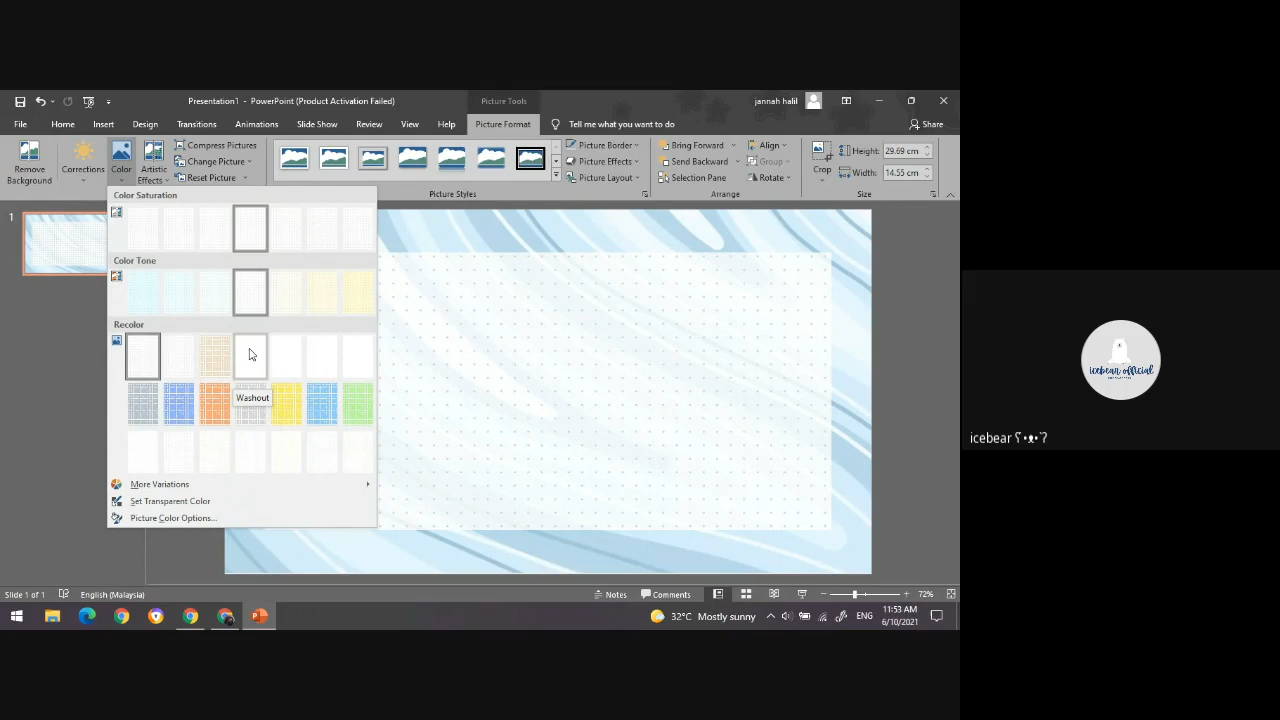 Presentation1 - PowerPoint (Product Activation Failed)
Picture Tools
jannah halil
File Home Insert Design Transitions Animations Slide Show Review View Help Picture Format Tell me what you want to do Share
Remove Background
Corrections
Color
Artistic Effects
Compress Pictures
Change Picture
Reset Picture
Picture Styles
Picture Border
Picture Effects
Picture Layout
Bring Forward
Send Backward
Selection Pane
Align
Group
Rotate
Arrange
Crop
Height: 29.69 cm
Width: 14.55 cm
Size
Color Saturation
Color Tone
Recolor
Washout
More Variations
Set Transparent Color
Picture Color Options...
1
icebear official
icebear ʕ•ᴥ•ʔ
Slide 1 of 1 English (Malaysia) Notes Comments 72%
32°C Mostly sunny ENG
11:53 AM
6/10/2021